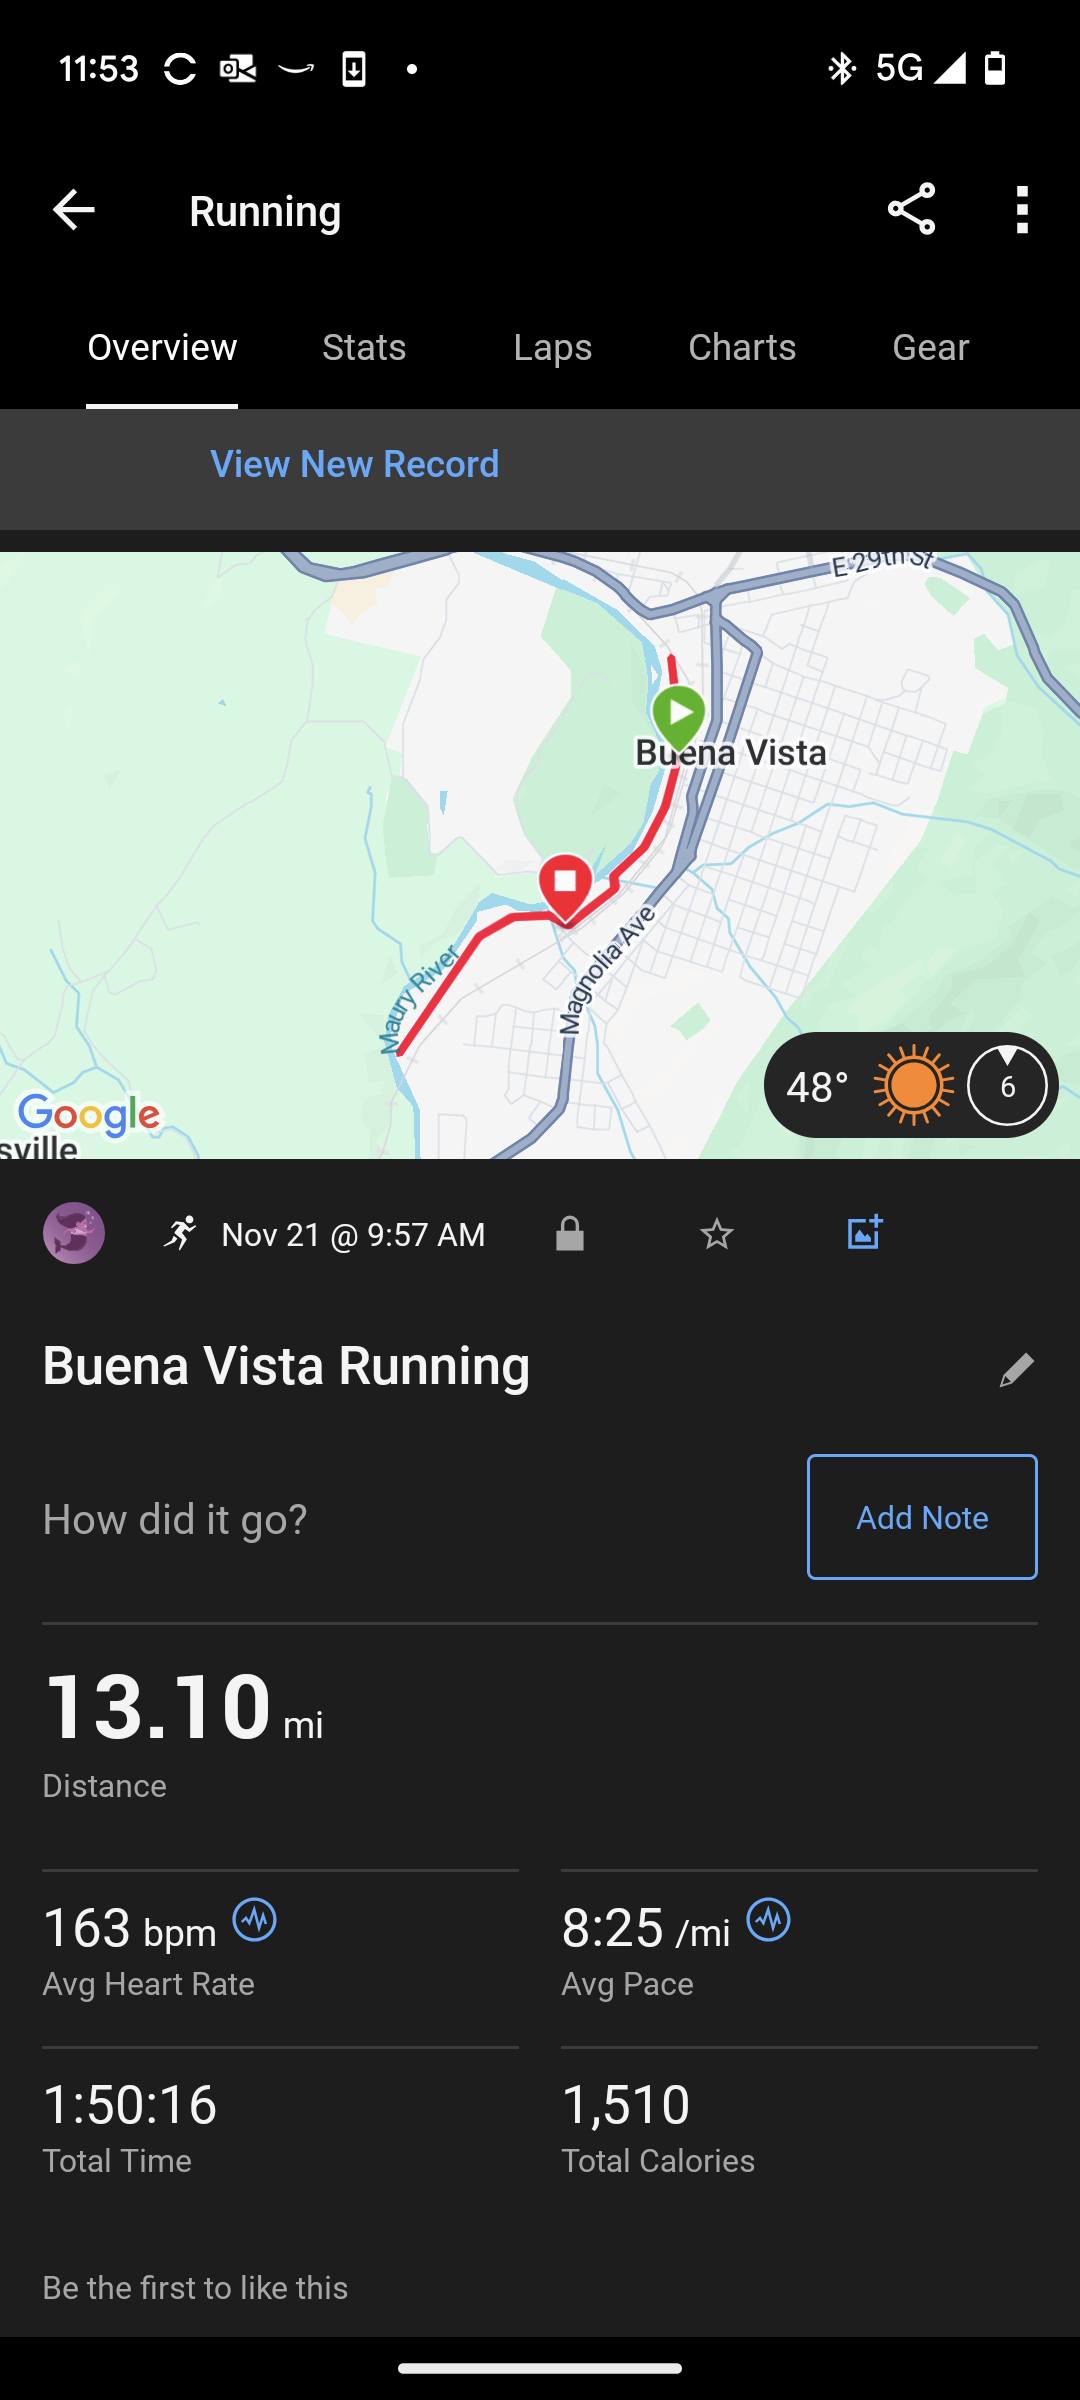 11:53
5G
Running
Overview Stats Laps Charts Gear
View New Record
E 29th St
Buena Vista
Magnolia Ave
Maury River
48° 6
Google
sville
Nov 21 @ 9:57 AM
Buena Vista Running
How did it go? Add Note
13.10 mi
Distance
163 bpm 8:25 /mi
Avg Heart Rate Avg Pace
1:50:16 1,510
Total Time Total Calories
Be the first to like this